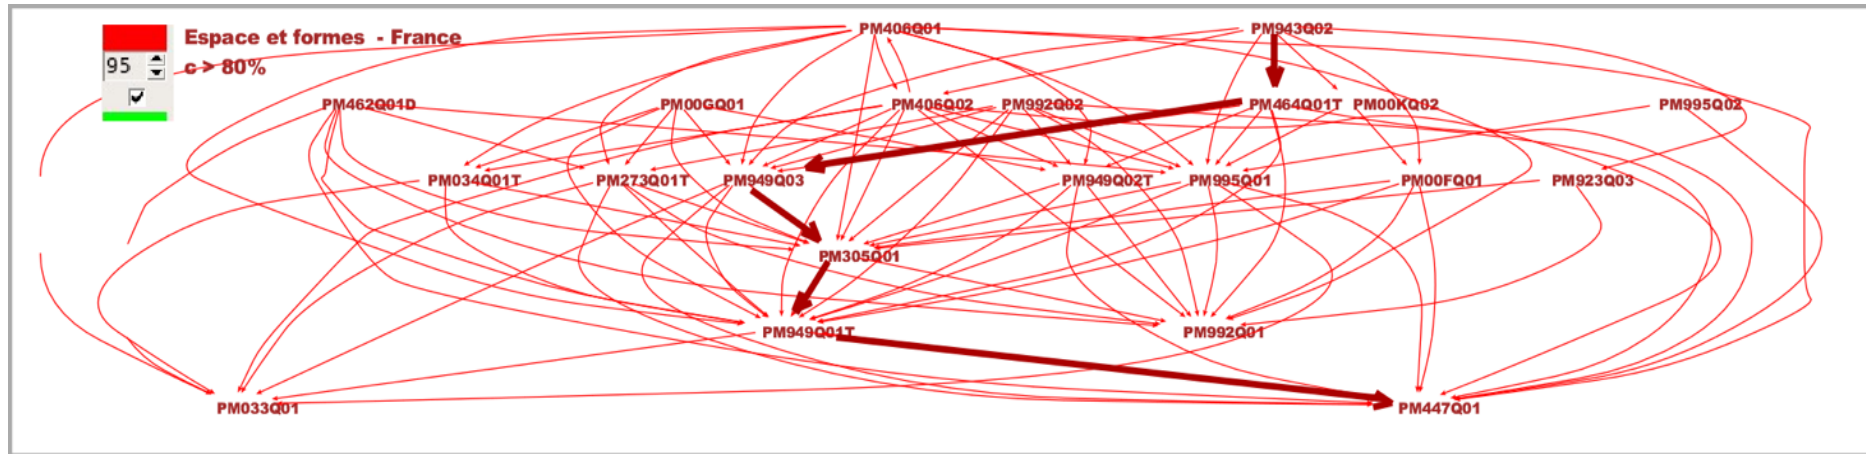 Espace et formes - France
95
c > 80%
PM406Q01 PM943Q02
PM462Q01D PM00GQ01 PM406Q02 PM992Q02 PM464Q01T PM00KQ02 PM995Q02
PM034Q01T PM273Q01T PM949Q03 PM949Q02T PM995Q01 PM00FQ01 PM923Q03
PM305Q01
PM949Q01T PM992Q01
PM033Q01 PM447Q01